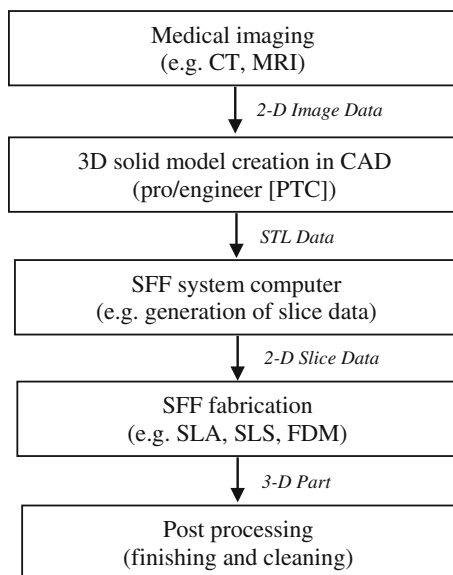 Medical imaging
(e.g. CT, MRI)
2-D Image Data
3D solid model creation in CAD
(pro/engineer [PTC])
STL Data
SFF system computer
(e.g. generation of slice data)
2-D Slice Data
SFF fabrication
(e.g. SLA, SLS, FDM)
3-D Part
Post processing
(finishing and cleaning)